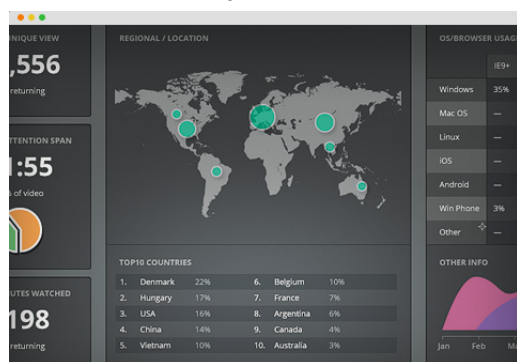 NIQUE VIEW
,556
returning
TTENTION SPAN
1:55
of video
UTES WATCHED
198
returning
REGIONAL / LOCATION
TOP10 COUNTRIES
1. Denmark 22% 6. Belgium 10%
2. Hungary 17% 7. France 7%
3. USA 16% 8. Argentina 6%
4. China 14% 9. Canada 4%
5. Vietnam 10% 10. Australia 3%
OS/BROWSER USAG
IE9+
Windows 35%
Mac OS —
Linux —
iOS —
Android —
Win Phone 3%
Other —
OTHER INFO
Jan Feb Ma